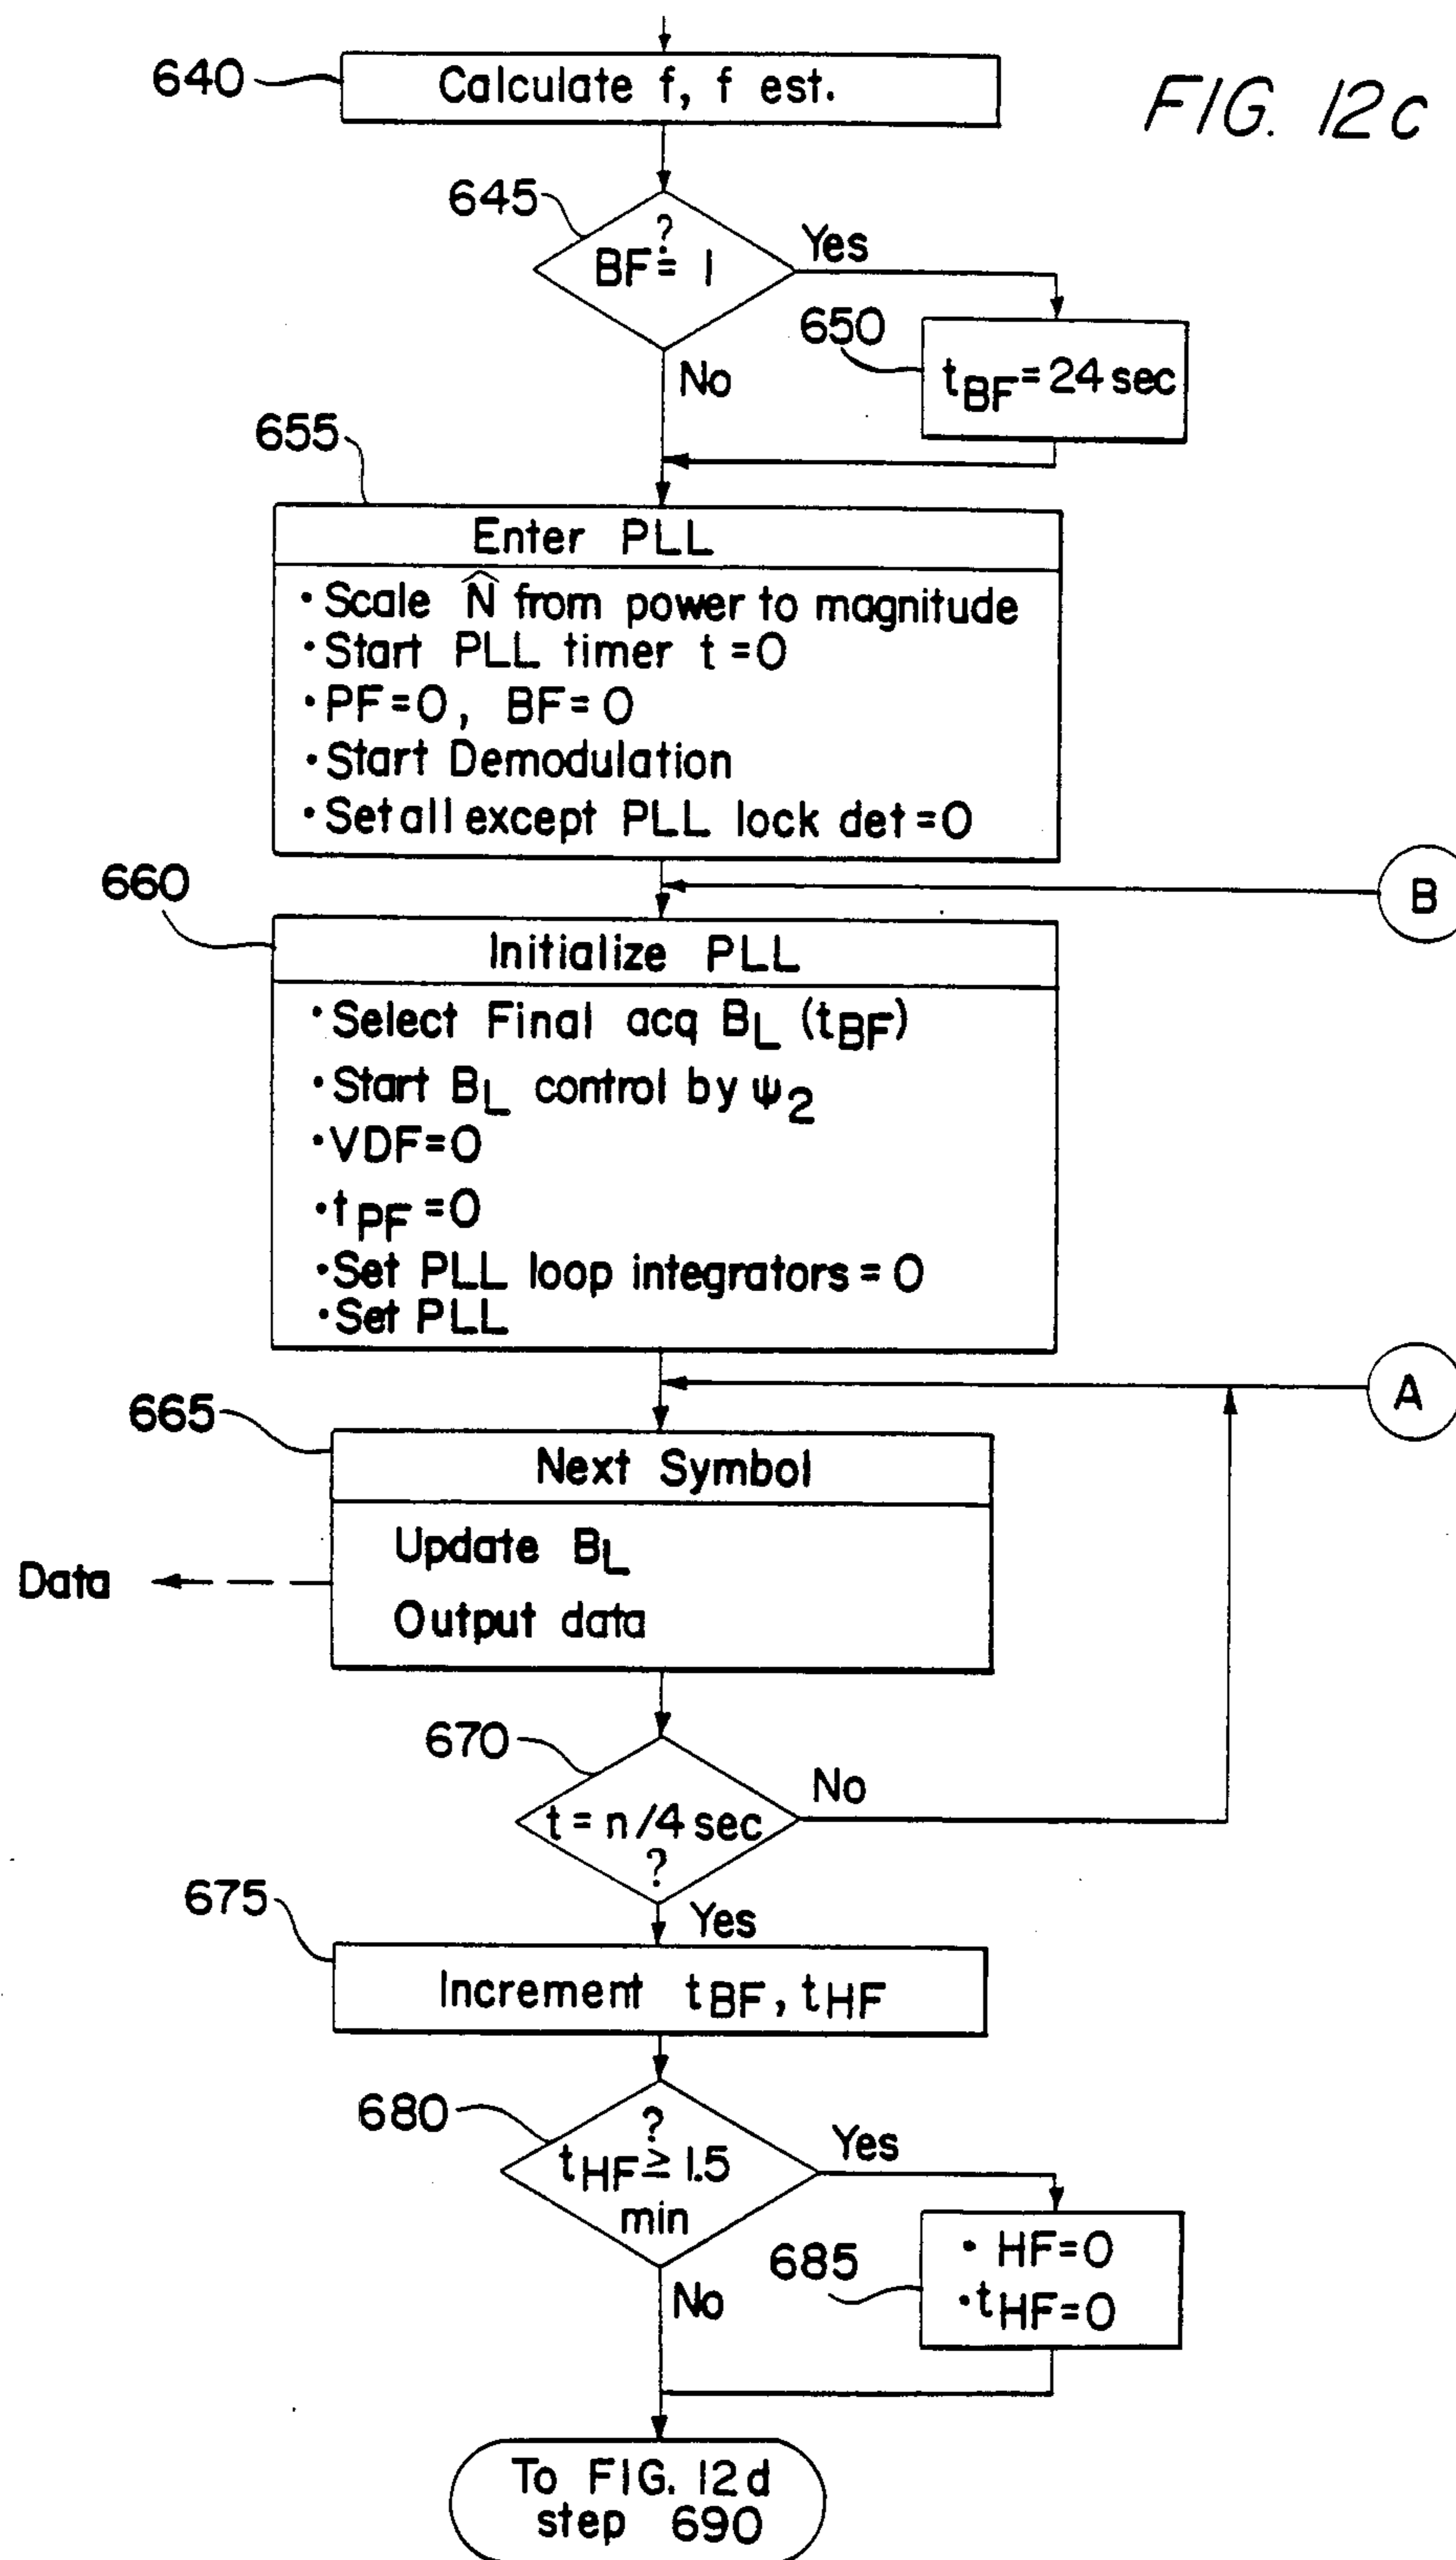 FIG. 12c
640
Calculate f, f est.
645
?
BF = 1
Yes
No
650
tBF = 24 sec
655
Enter PLL
•Scale N̂ from power to magnitude
•Start PLL timer t = 0
•PF = 0, BF = 0
•Start Demodulation
•Set all except PLL lock det = 0
B
660
Initialize PLL
•Select Final acq BL (tBF)
•Start BL control by ψ2
•VDF = 0
•tPF = 0
•Set PLL loop integrators = 0
•Set PLL
A
665
Next Symbol
Update BL
Output data
Data
670
t = n/4 sec
?
No
Yes
675
Increment tBF, tHF
680
?
tHF ≥ 1.5
min
Yes
No
685
• HF = 0
•tHF = 0
To FIG. 12d
step 690